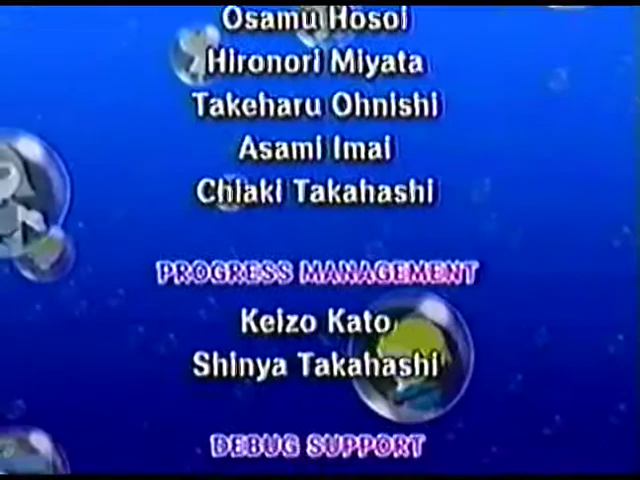 Osamu Hosoi
Hironori Miyata
Takeharu Ohnishi
Asami Imai
Chiaki Takahashi
PROGRESS MANAGEMENT
Keizo Kato
Shinya Takahashi
DEBUG SUPPORT